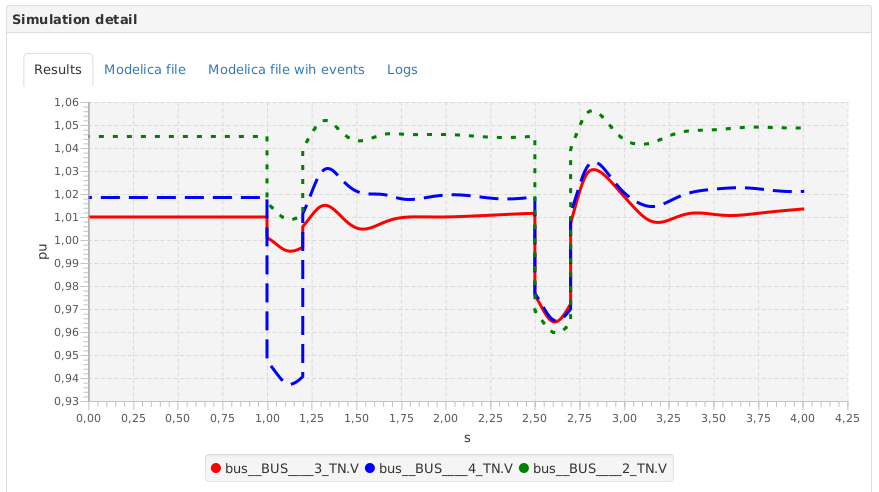 Simulation detail
Results Modelica file Modelica file wih events Logs
1,06
1,05
1,04
1,03
1,02
1,01
1,00
0,99
0,98
0,97
0,96
0,95
0,94
0,93
pu
0,00 0,25 0,50 0,75 1,00 1,25 1,50 1,75 2,00 2,25 2,50 2,75 3,00 3,25 3,50 3,75 4,00 4,25
s
bus__BUS____3_TN.V bus__BUS____4_TN.V bus__BUS____2_TN.V